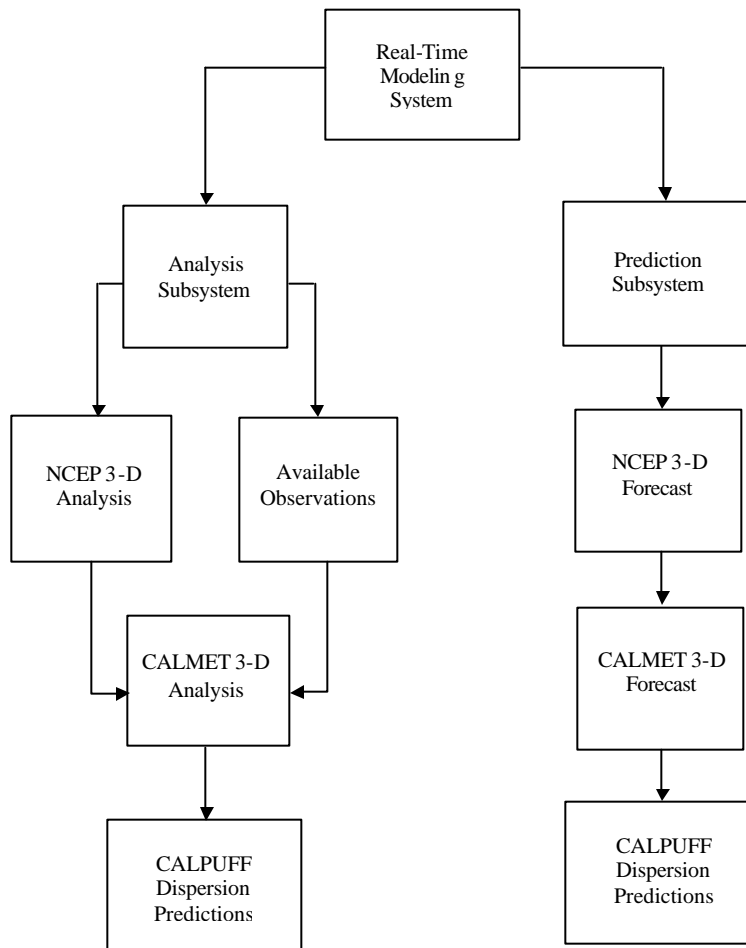 Real-Time
Modelin g
System
Analysis
Subsystem
Prediction
Subsystem
NCEP 3-D
Analysis
Available
Observations
NCEP 3-D
Forecast
CALMET 3-D
Analysis
CALMET 3-D
Forecast
CALPUFF
Dispersion
Predictions
CALPUFF
Dispersion
Predictions